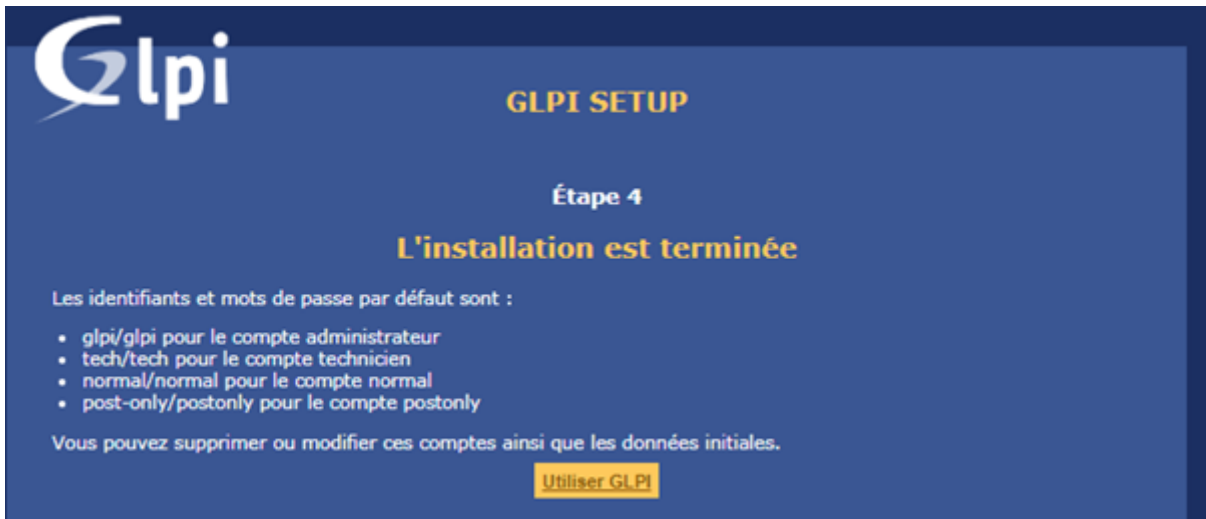 Glpi
GLPI SETUP
Étape 4
L'installation est terminée
Les identifiants et mots de passe par défaut sont :
• glpi/glpi pour le compte administrateur
• tech/tech pour le compte technicien
• normal/normal pour le compte normal
• post-only/postonly pour le compte postonly
Vous pouvez supprimer ou modifier ces comptes ainsi que les données initiales.
Utiliser GLPI